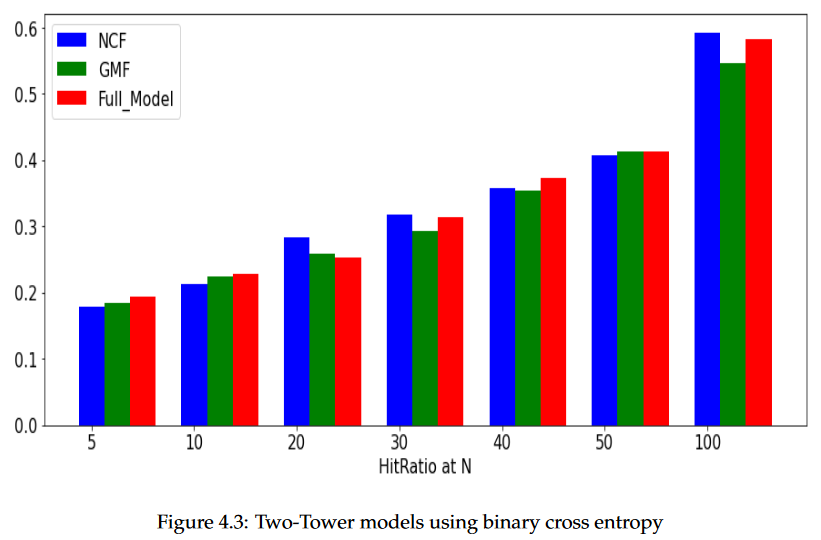 0.6
0.5
0.4
0.3
0.2
0.1
0.0
NCF
GMF
Full_Model
5 10 20 30 40 50 100
HitRatio at N
Figure 4.3: Two-Tower models using binary cross entropy